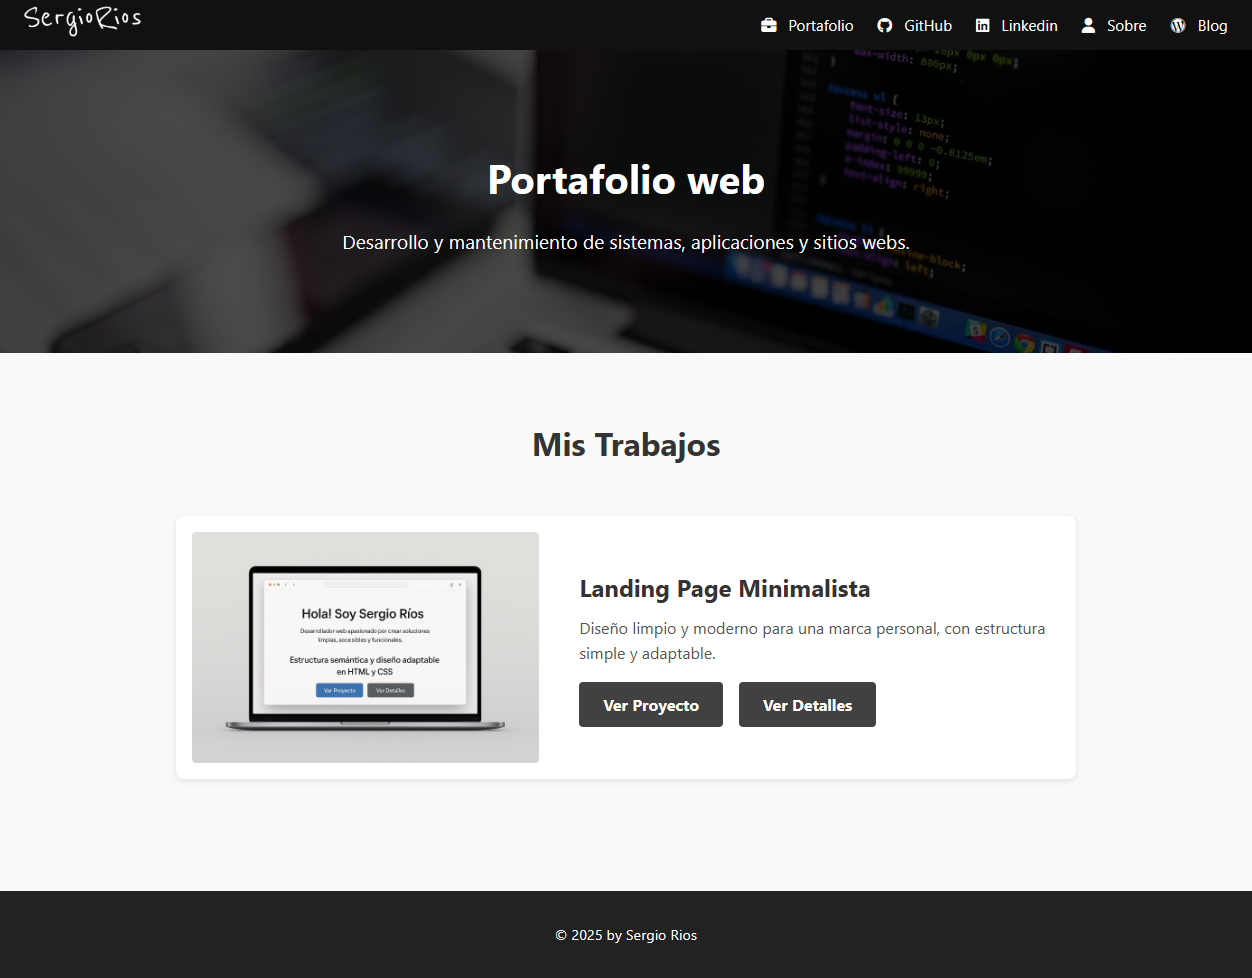 SergioRios
Portafolio
GitHub
Linkedin
Sobre
Blog
max-width: 800px;
#access ul {
font-size: 13px;
list-style: none;
margin: 0 0 0 -0.8125em;
padding-left: 0;
z-index: 99999;
text-align: right;
}
Portafolio web
Desarrollo y mantenimiento de sistemas, aplicaciones y sitios webs.
Mis Trabajos
Hola! Soy Sergio Ríos
Desarrollador web apasionado por crear soluciones
limpias, accesibles y funcionales.
Estructura semántica y diseño adaptable
en HTML y CSS
Ver Proyecto
Ver Detalles
Landing Page Minimalista
Diseño limpio y moderno para una marca personal, con estructura
simple y adaptable.
Ver Proyecto
Ver Detalles
© 2025 by Sergio Rios